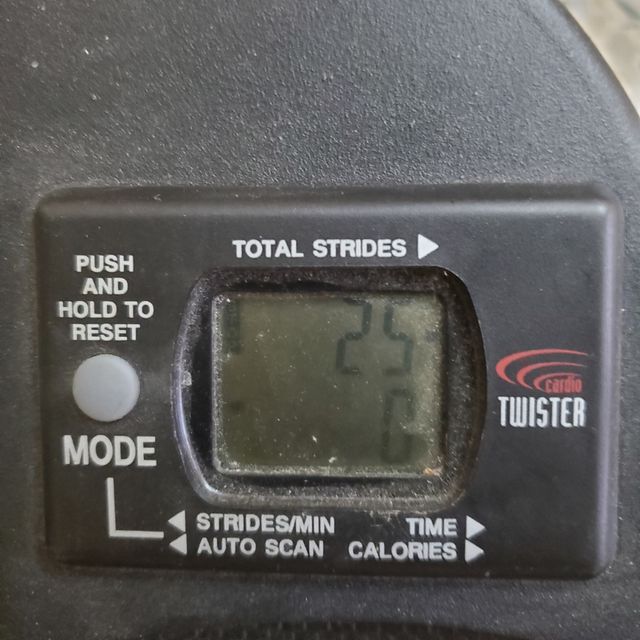 TOTAL STRIDES ▶
PUSH
AND
HOLD TO
RESET
25
0
cardio
TWISTER
MODE
◀ STRIDES/MIN TIME ▶
◀ AUTO SCAN CALORIES ▶